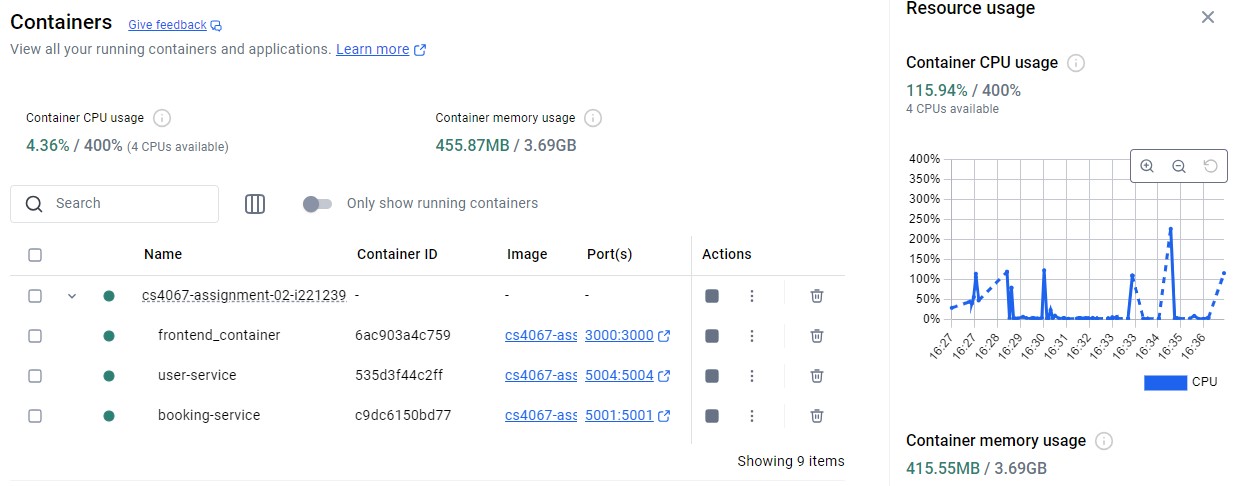 Containers Give feedback
View all your running containers and applications. Learn more
Container CPU usage
4.36% / 400% (4 CPUs available)
Container memory usage
455.87MB / 3.69GB
Search
Only show running containers
Name Container ID Image Port(s) Actions
cs4067-assignment-02-i221239 - - -
frontend_container 6ac903a4c759 cs4067-ass 3000:3000
user-service 535d3f44c2ff cs4067-ass 5004:5004
booking-service c9dc6150bd77 cs4067-ass 5001:5001
Showing 9 items
Resource usage
Container CPU usage
115.94% / 400%
4 CPUs available
400%
350%
300%
250%
200%
150%
100%
50%
0%
16:27 16:27 16:28 16:29 16:30 16:31 16:32 16:33 16:33 16:34 16:35 16:36
CPU
Container memory usage
415.55MB / 3.69GB